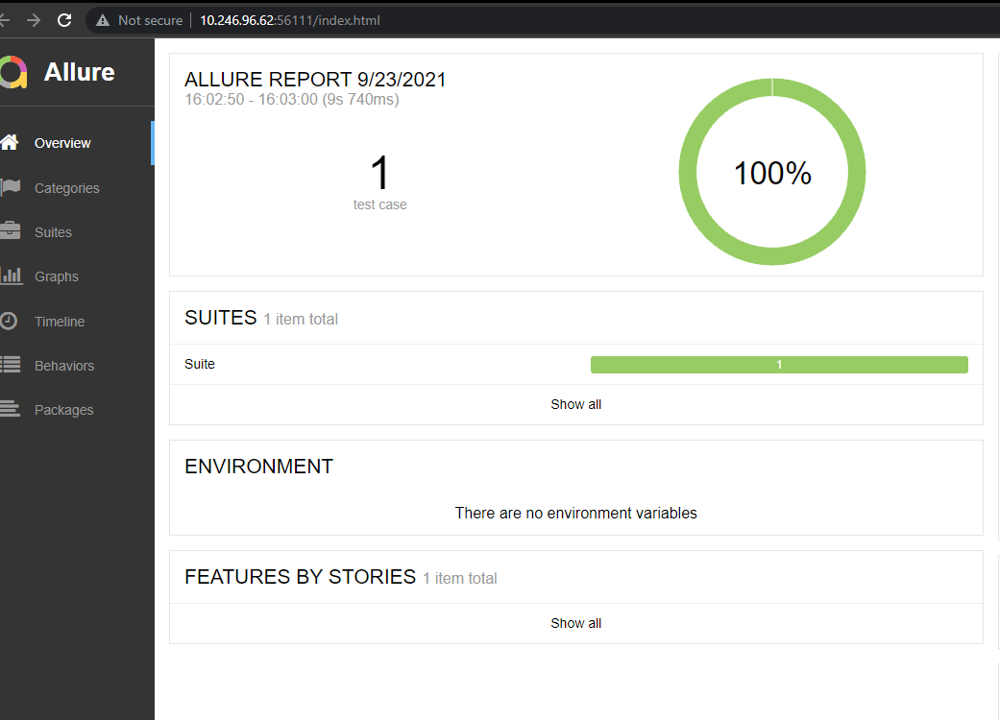 Not secure 10.246.96.62:56111/index.html
Allure
Overview
Categories
Suites
Graphs
Timeline
Behaviors
Packages
ALLURE REPORT 9/23/2021
16:02:50 - 16:03:00 (9s 740ms)
1
test case
100%
SUITES 1 item total
Suite 1
Show all
ENVIRONMENT
There are no environment variables
FEATURES BY STORIES 1 item total
Show all